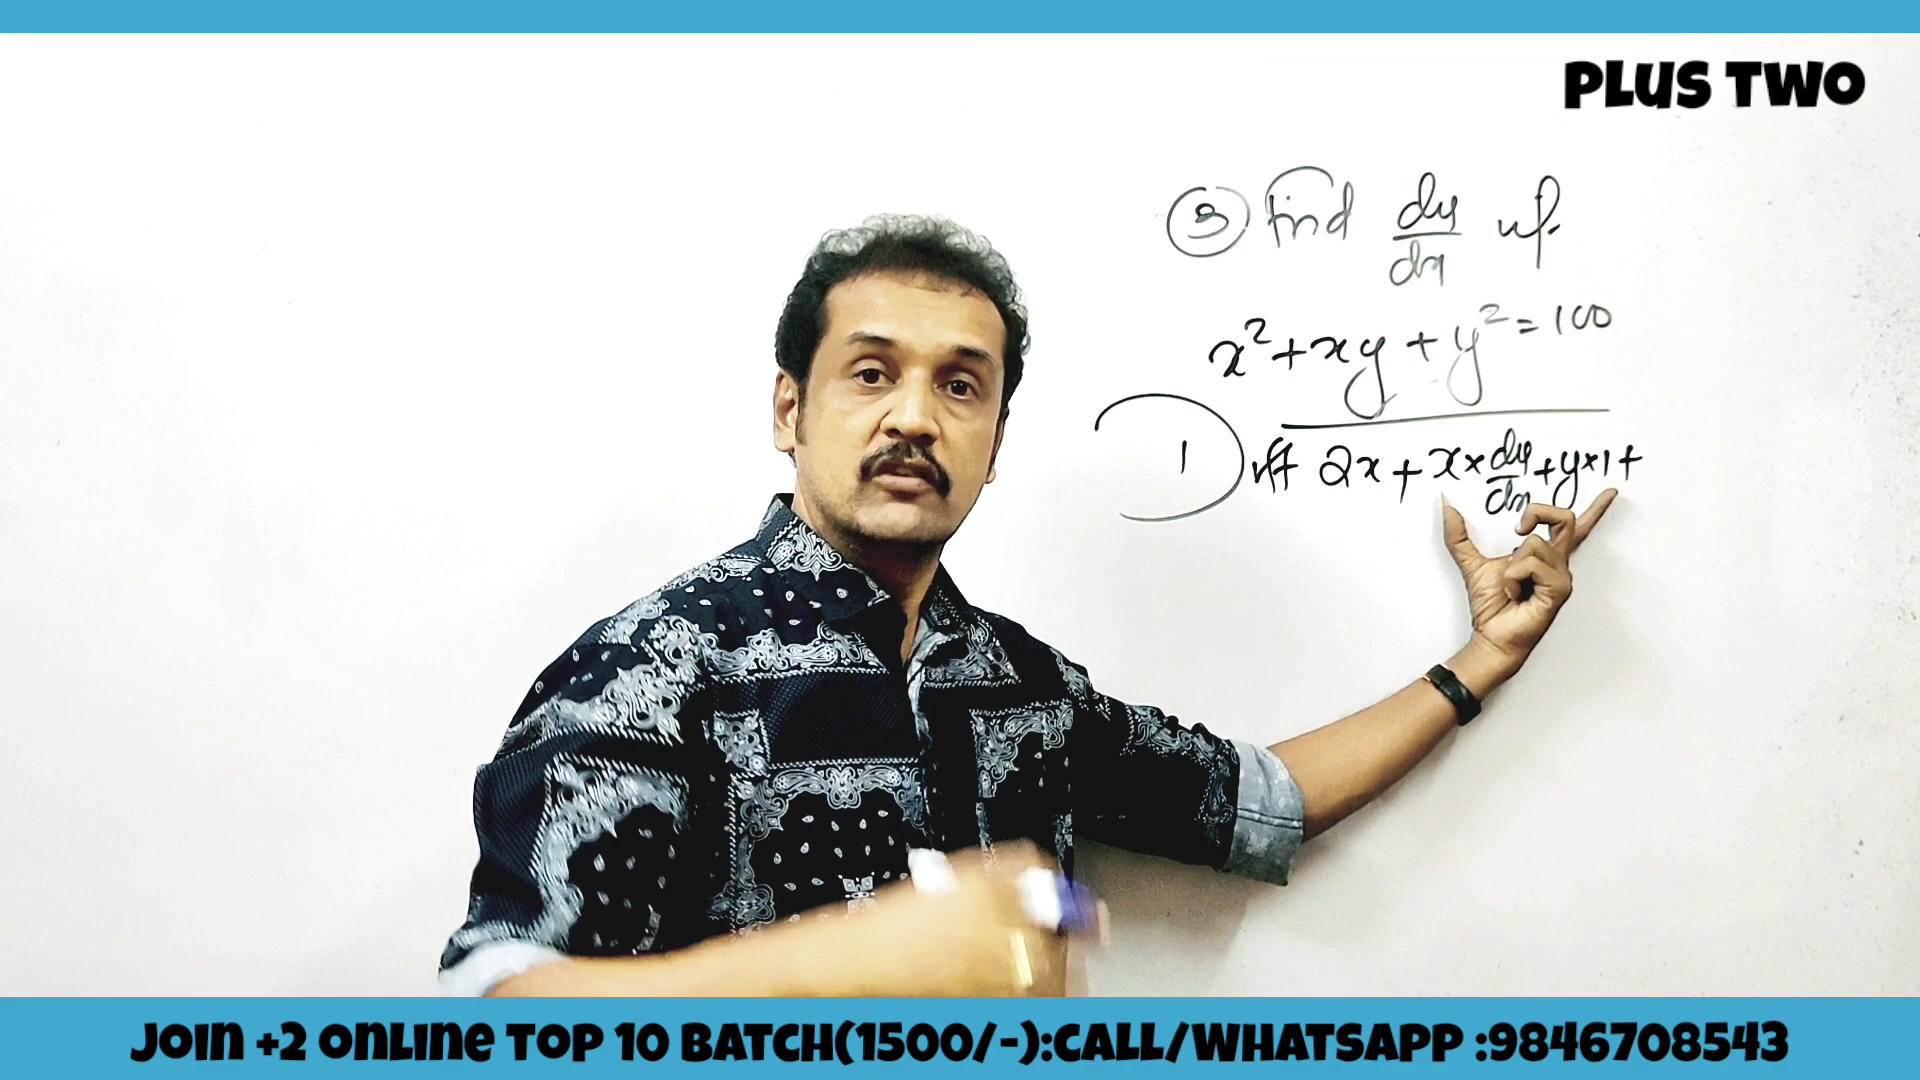 PLUS TWO
③ Find dy/dx if
x² + xy + y² = 100
Diff 2x + x × dy/dx + y×1 +
JOIN +2 ONLINE TOP 10 BATCH(1500/-):CALL/WHATSAPP :9846708543